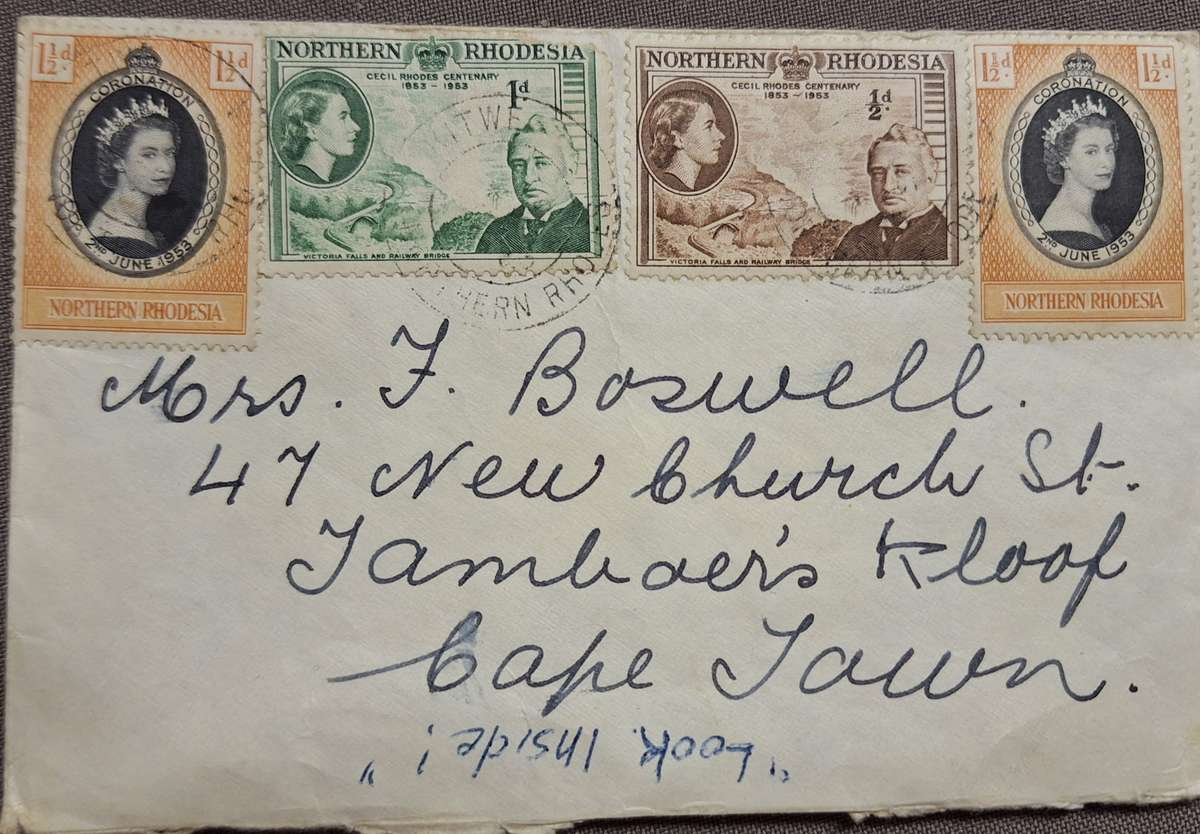 1½d 1½d
CORONATION
2ND JUNE 1953
NORTHERN RHODESIA
NORTHERN RHODESIA
CECIL RHODES CENTENARY
1853 ~ 1953
1d
VICTORIA FALLS AND RAILWAY BRIDGE
NORTHERN RHODESIA
CECIL RHODES CENTENARY
1853 ~ 1953
½d
VICTORIA FALLS AND RAILWAY BRIDGE
1½d 1½d
CORONATION
2ND JUNE 1953
NORTHERN RHODESIA
Mrs. F. Boswell.
47 New Church St.
Tamboer's Kloof
Cape Town.
"Look inside!"